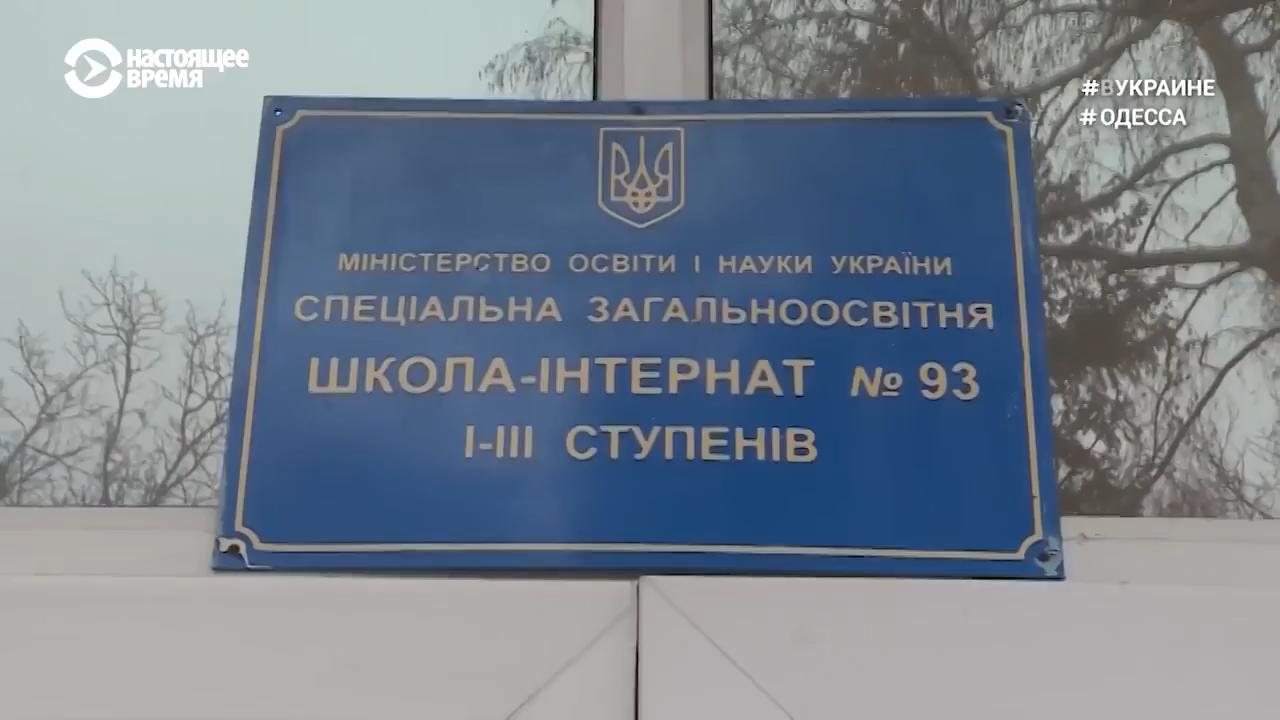 НАСТОЯЩЕЕ
ВРЕМЯ
#ВУКРАИНЕ
#ОДЕССА
МІНІСТЕРСТВО ОСВІТИ І НАУКИ УКРАЇНИ
СПЕЦІАЛЬНА ЗАГАЛЬНООСВІТНЯ
ШКОЛА-ІНТЕРНАТ № 93
І-ІІІ СТУПЕНІВ